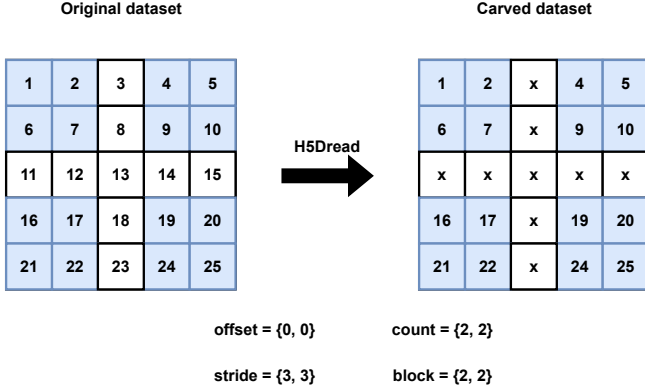 Original dataset Carved dataset
1 2 3 4 5 1 2 x 4 5
6 7 8 9 10 6 7 x 9 10
H5Dread
11 12 13 14 15 x x x x x
16 17 18 19 20 16 17 x 19 20
21 22 23 24 25 21 22 x 24 25
offset = {0, 0} count = {2, 2}
stride = {3, 3} block = {2, 2}